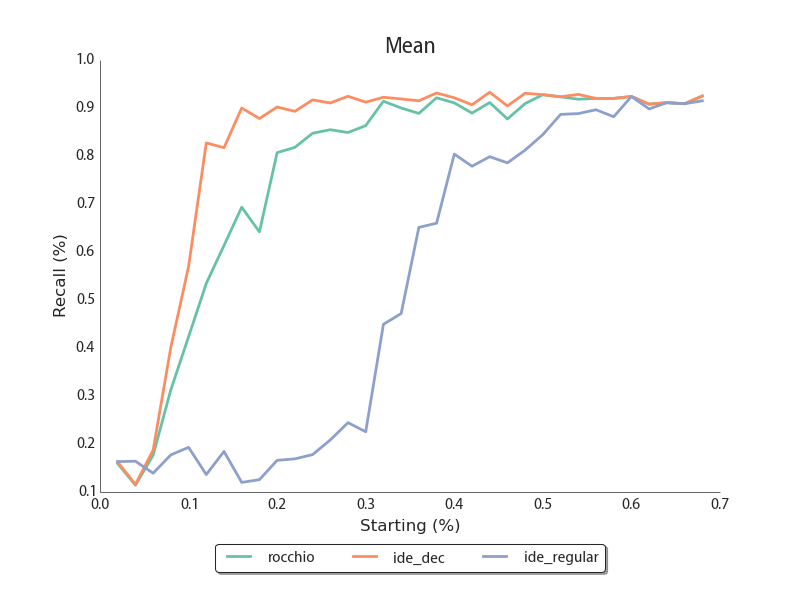 Mean
1.0
0.9
0.8
0.7
0.6
0.5
0.4
0.3
0.2
0.1
Recall (%)
0.0 0.1 0.2 0.3 0.4 0.5 0.6 0.7
Starting (%)
rocchio ide_dec ide_regular